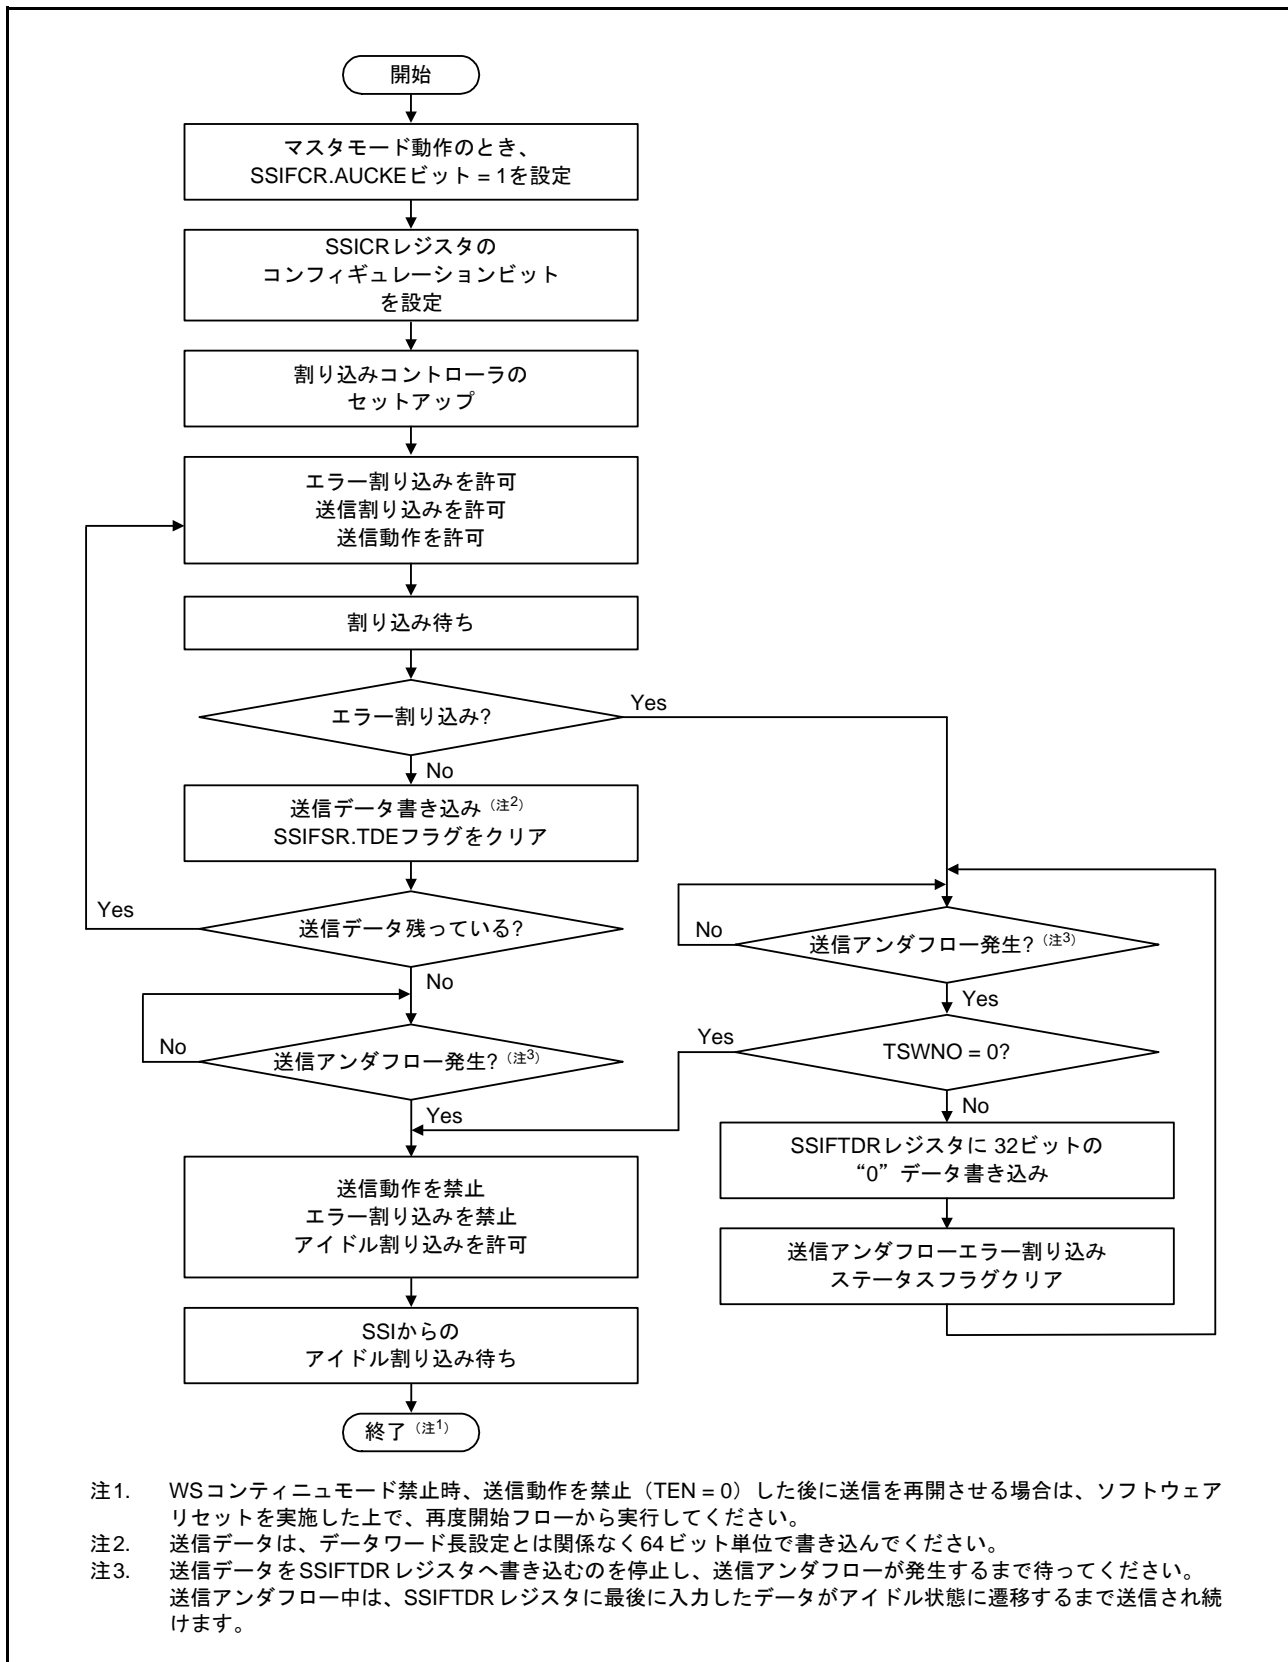 開始
マスタモード動作のとき、
SSIFCR.AUCKEビット = 1を設定
SSICRレジスタの
コンフィギュレーションビット
を設定
割り込みコントローラの
セットアップ
エラー割り込みを許可
送信割り込みを許可
送信動作を許可
割り込み待ち
エラー割り込み?
Yes
No
送信データ書き込み（注2）
SSIFSR.TDEフラグをクリア
送信データ残っている?
Yes
No
送信アンダフロー発生?（注3）
No
Yes
送信アンダフロー発生?（注3）
No
Yes
TSWNO = 0?
Yes
No
SSIFTDRレジスタに 32ビットの
“0”データ書き込み
送信アンダフローエラー割り込み
ステータスフラグクリア
送信動作を禁止
エラー割り込みを禁止
アイドル割り込みを許可
SSIからの
アイドル割り込み待ち
終了（注1）
注1. WSコンティニュモード禁止時、送信動作を禁止（TEN = 0）した後に送信を再開させる場合は、ソフトウェア
リセットを実施した上で、再度開始フローから実行してください。
注2. 送信データは、データワード長設定とは関係なく64ビット単位で書き込んでください。
注3. 送信データをSSIFTDRレジスタへ書き込むのを停止し、送信アンダフローが発生するまで待ってください。
送信アンダフロー中は、SSIFTDRレジスタに最後に入力したデータがアイドル状態に遷移するまで送信され続
けます。